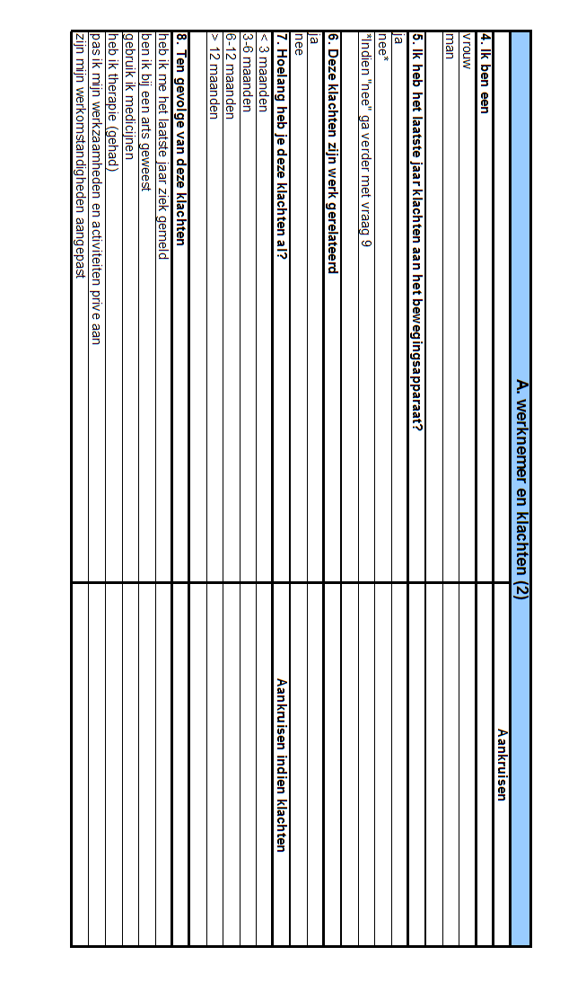 A. werknemer en klachten (2)
Aankruisen
4. Ik ben een
vrouw
man
5. Ik heb het laatste jaar klachten aan het bewegingsapparaat?
ja
nee*
*Indien "nee" ga verder met vraag 9
6. Deze klachten zijn werk gerelateerd
ja
nee
7. Hoelang heb je deze klachten al? Aankruisen indien klachten
< 3 maanden
3-6 maanden
6-12 maanden
> 12 maanden
8. Ten gevolge van deze klachten
heb ik me het laatste jaar ziek gemeld
ben ik bij een arts geweest
gebruik ik medicijnen
heb ik therapie (gehad)
pas ik mijn werkzaamheden en activiteiten prive aan
zijn mijn werkomstandigheden aangepast